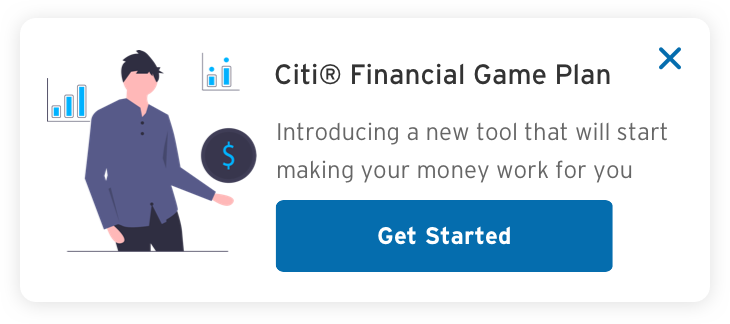 Citi® Financial Game Plan
Introducing a new tool that will start
making your money work for you
$
Get Started